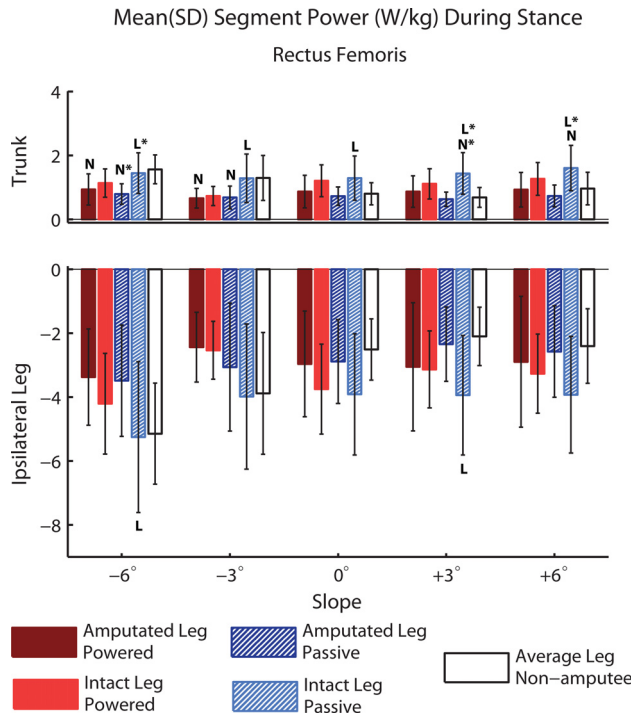 Mean(SD) Segment Power (W/kg) During Stance
Rectus Femoris
Trunk
4
2
0
N
N*
L*
N
N
L
L
L*
N*
L*
N
Ipsilateral Leg
0
−2
−4
−6
−8
L
L
−6° −3° 0° +3° +6°
Slope
Amputated Leg
Powered
Intact Leg
Powered
Amputated Leg
Passive
Intact Leg
Passive
Average Leg
Non−amputee